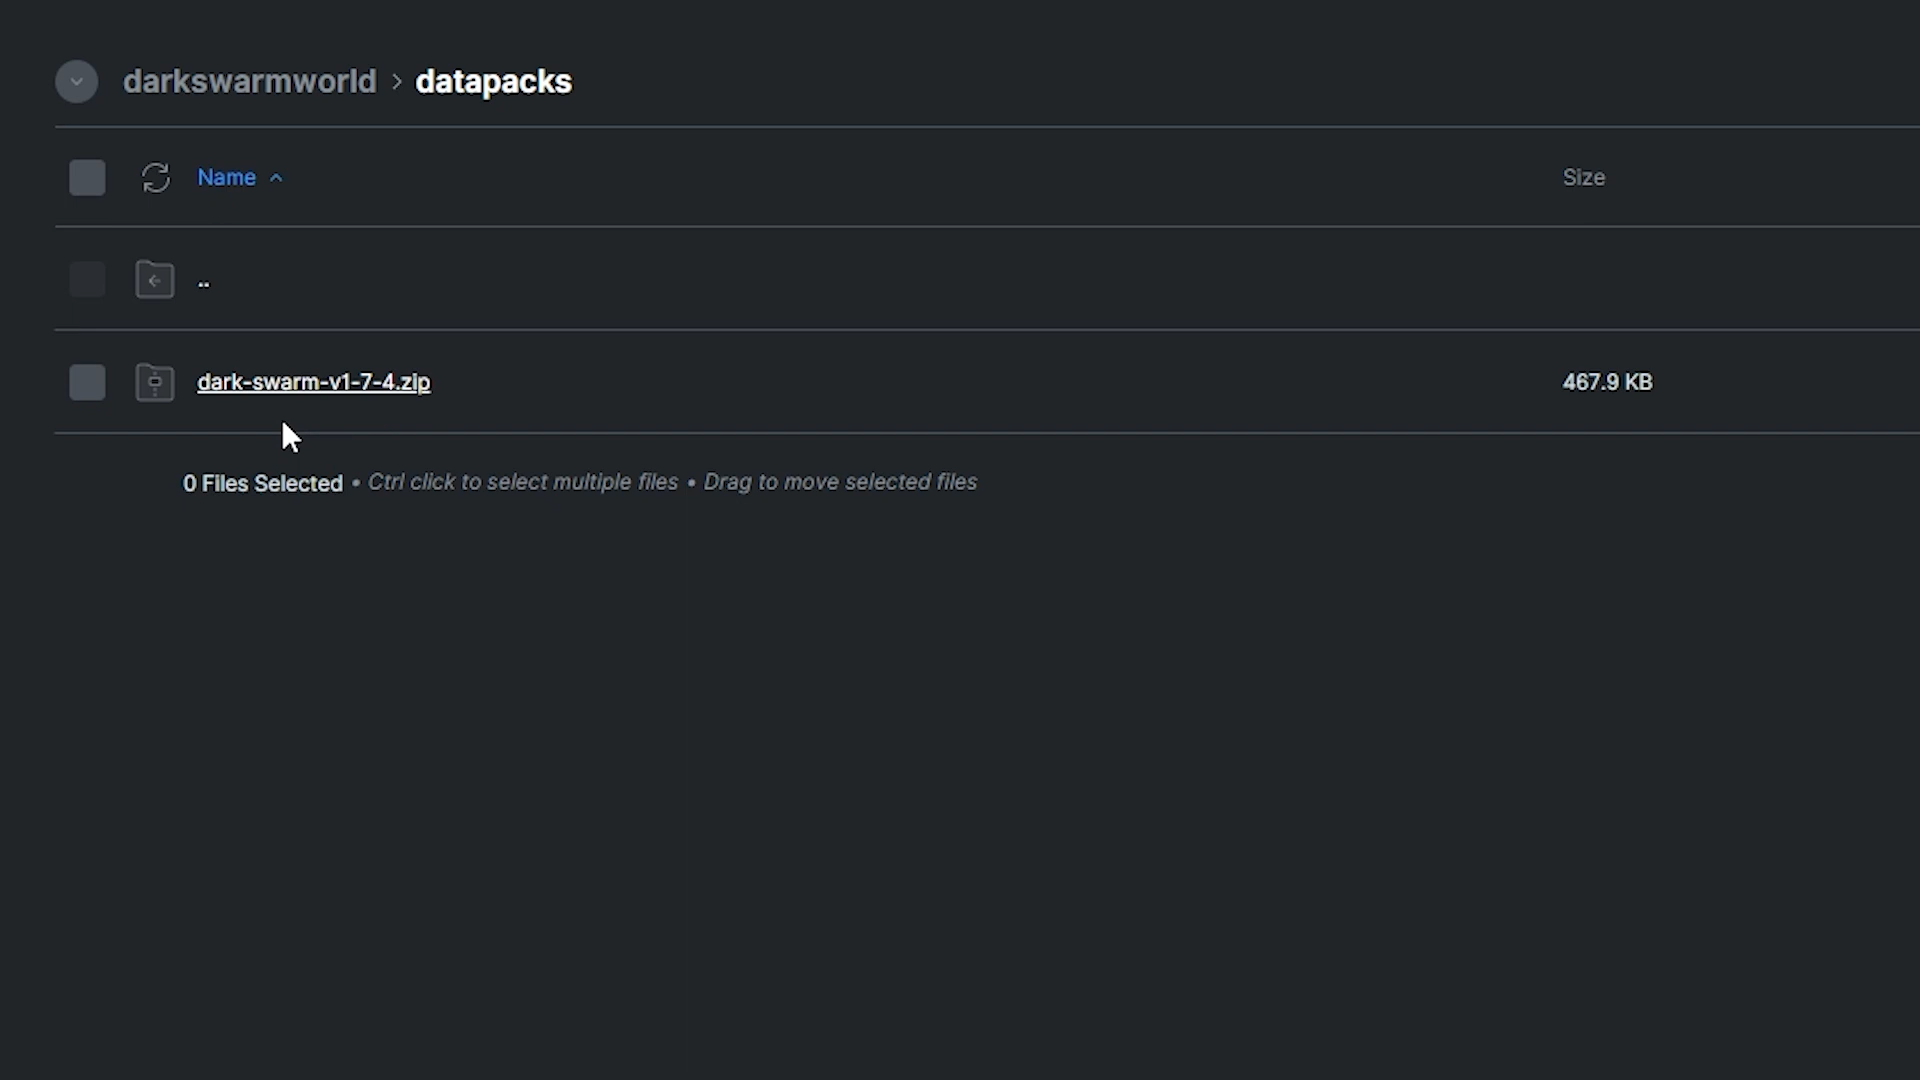 darkswarmworld > datapacks
Name Size
..
dark-swarm-v1-7-4.zip 467.9 KB
0 Files Selected • Ctrl click to select multiple files • Drag to move selected files